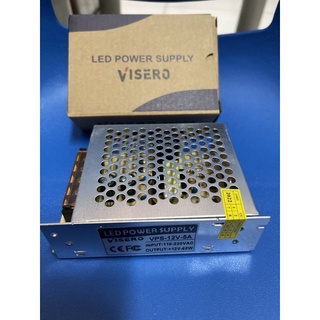 LED POWER SUPPLY
VISERO
LED POWER SUPPLY
VISERO
VPS-12V-5A
CE FC
INPUT:110-220VAC
OUTPUT:+12V-60W